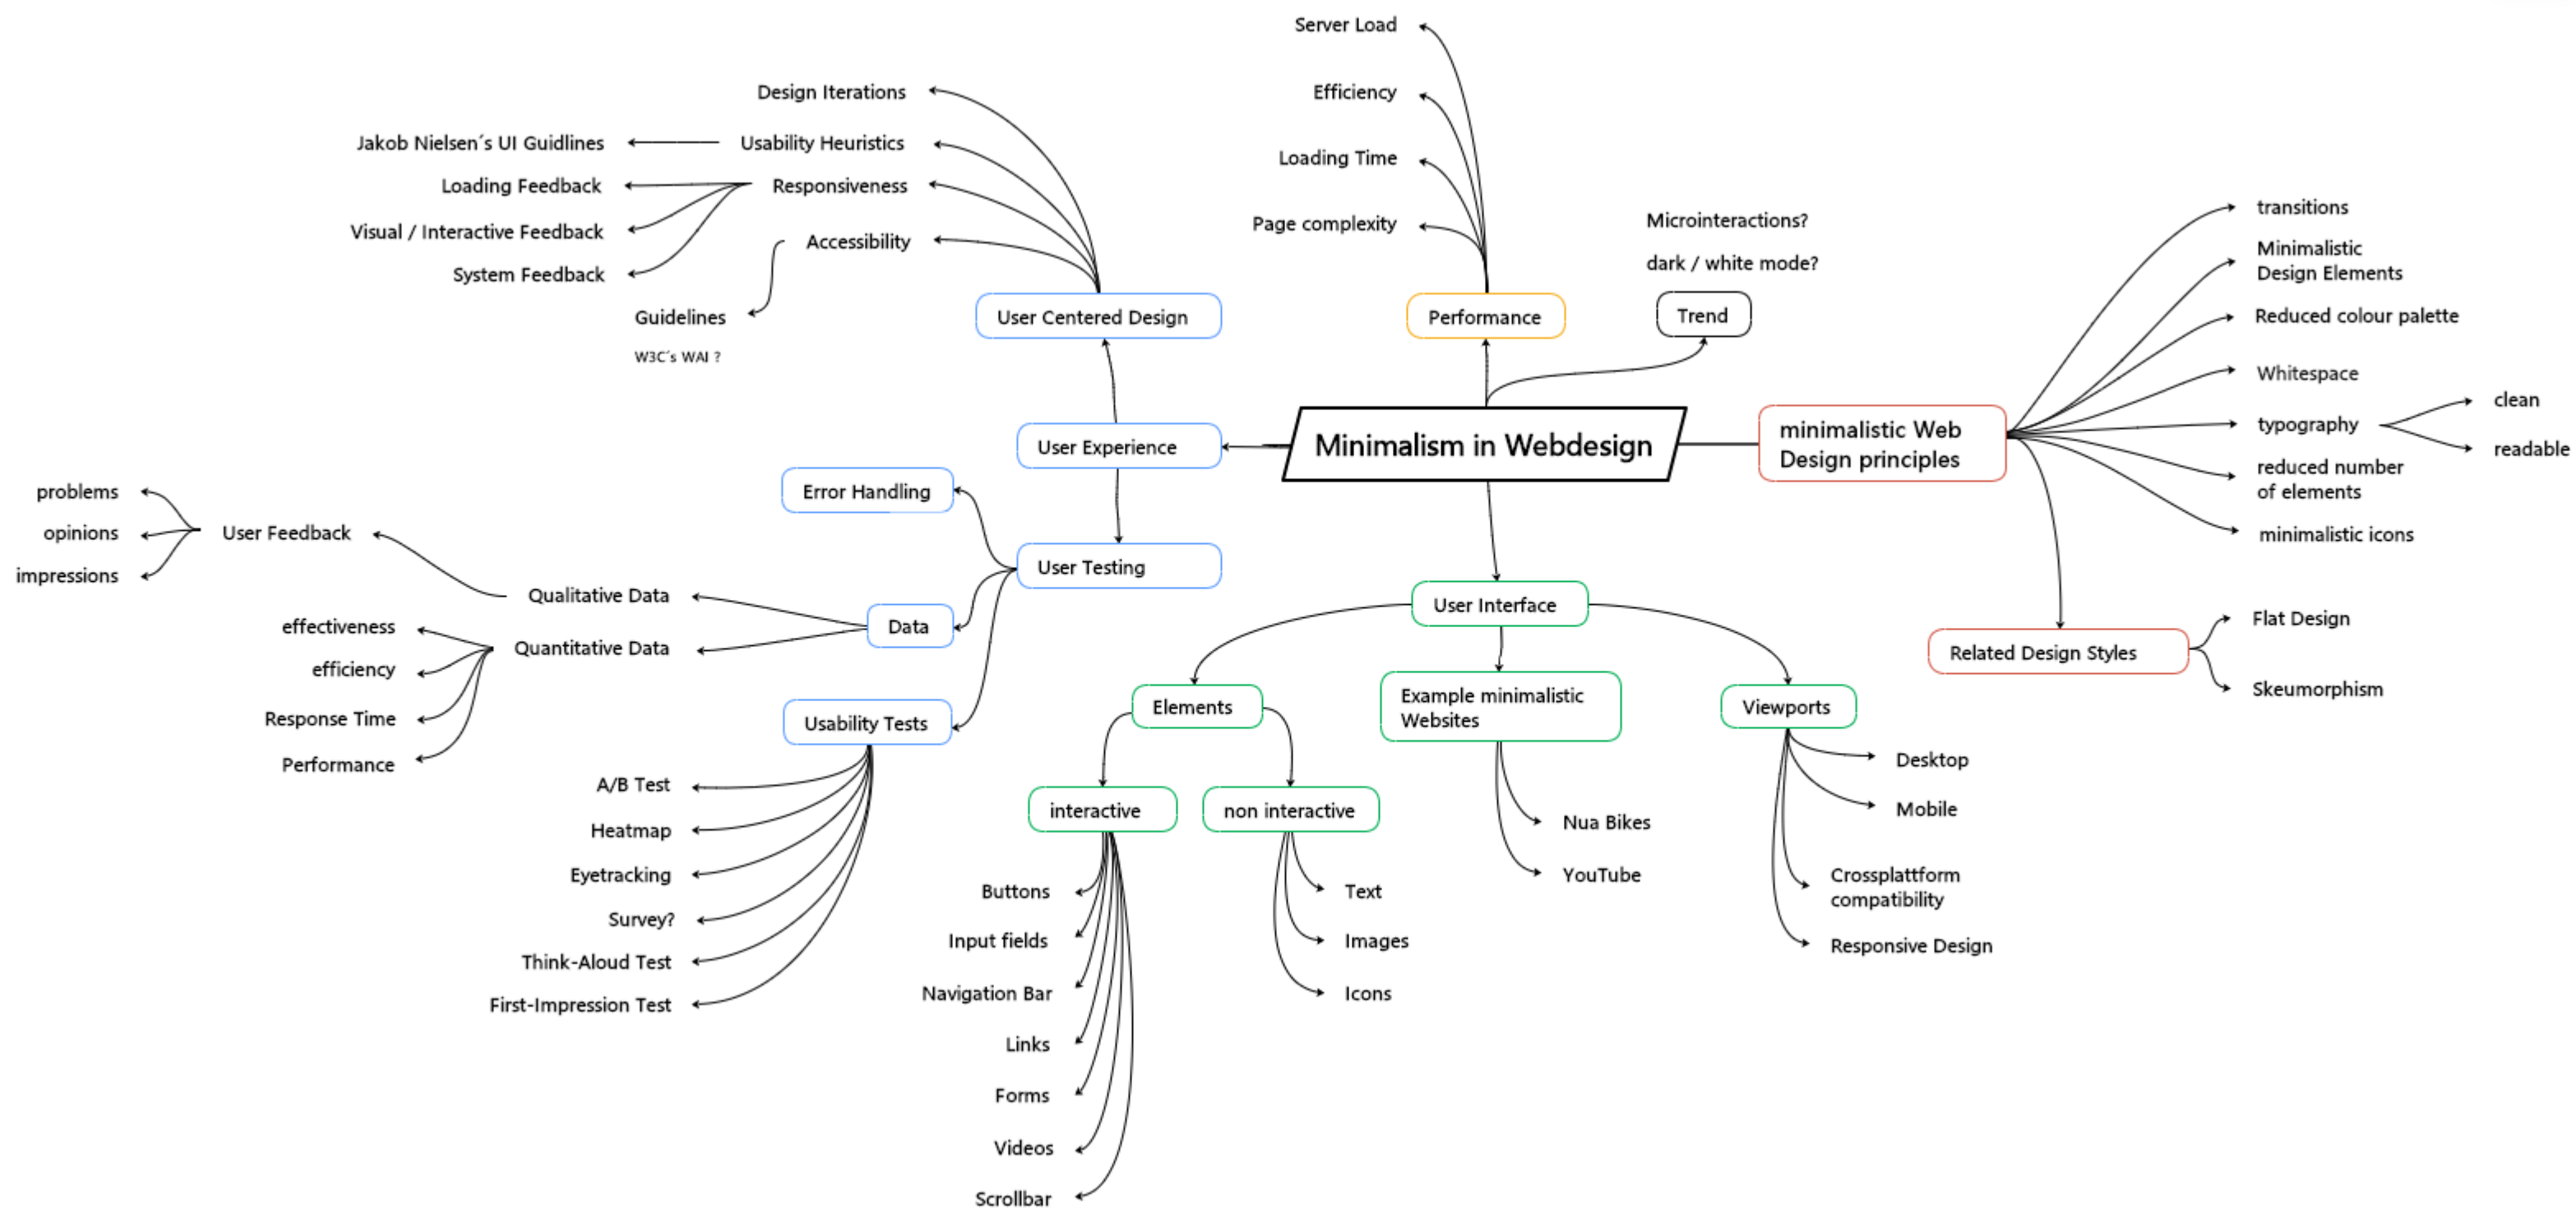 Server Load
Efficiency
Loading Time
Page complexity
Design Iterations
Usability Heuristics
Jakob Nielsen´s UI Guidlines
Responsiveness
Loading Feedback
Visual / Interactive Feedback
System Feedback
Accessibility
Guidelines
W3C´s WAI ?
User Centered Design
Performance
Microinteractions?
dark / white mode?
Trend
Minimalism in Webdesign
minimalistic Web
Design principles
transitions
Minimalistic
Design Elements
Reduced colour palette
Whitespace
typography
clean
readable
reduced number
of elements
minimalistic icons
Related Design Styles
Flat Design
Skeumorphism
User Experience
Error Handling
User Testing
Data
Qualitative Data
User Feedback
problems
opinions
impressions
Quantitative Data
effectiveness
efficiency
Response Time
Performance
Usability Tests
A/B Test
Heatmap
Eyetracking
Survey?
Think-Aloud Test
First-Impression Test
User Interface
Elements
interactive
Buttons
Input fields
Navigation Bar
Links
Forms
Videos
Scrollbar
non interactive
Text
Images
Icons
Example minimalistic
Websites
Nua Bikes
YouTube
Viewports
Desktop
Mobile
Crossplattform
compatibility
Responsive Design